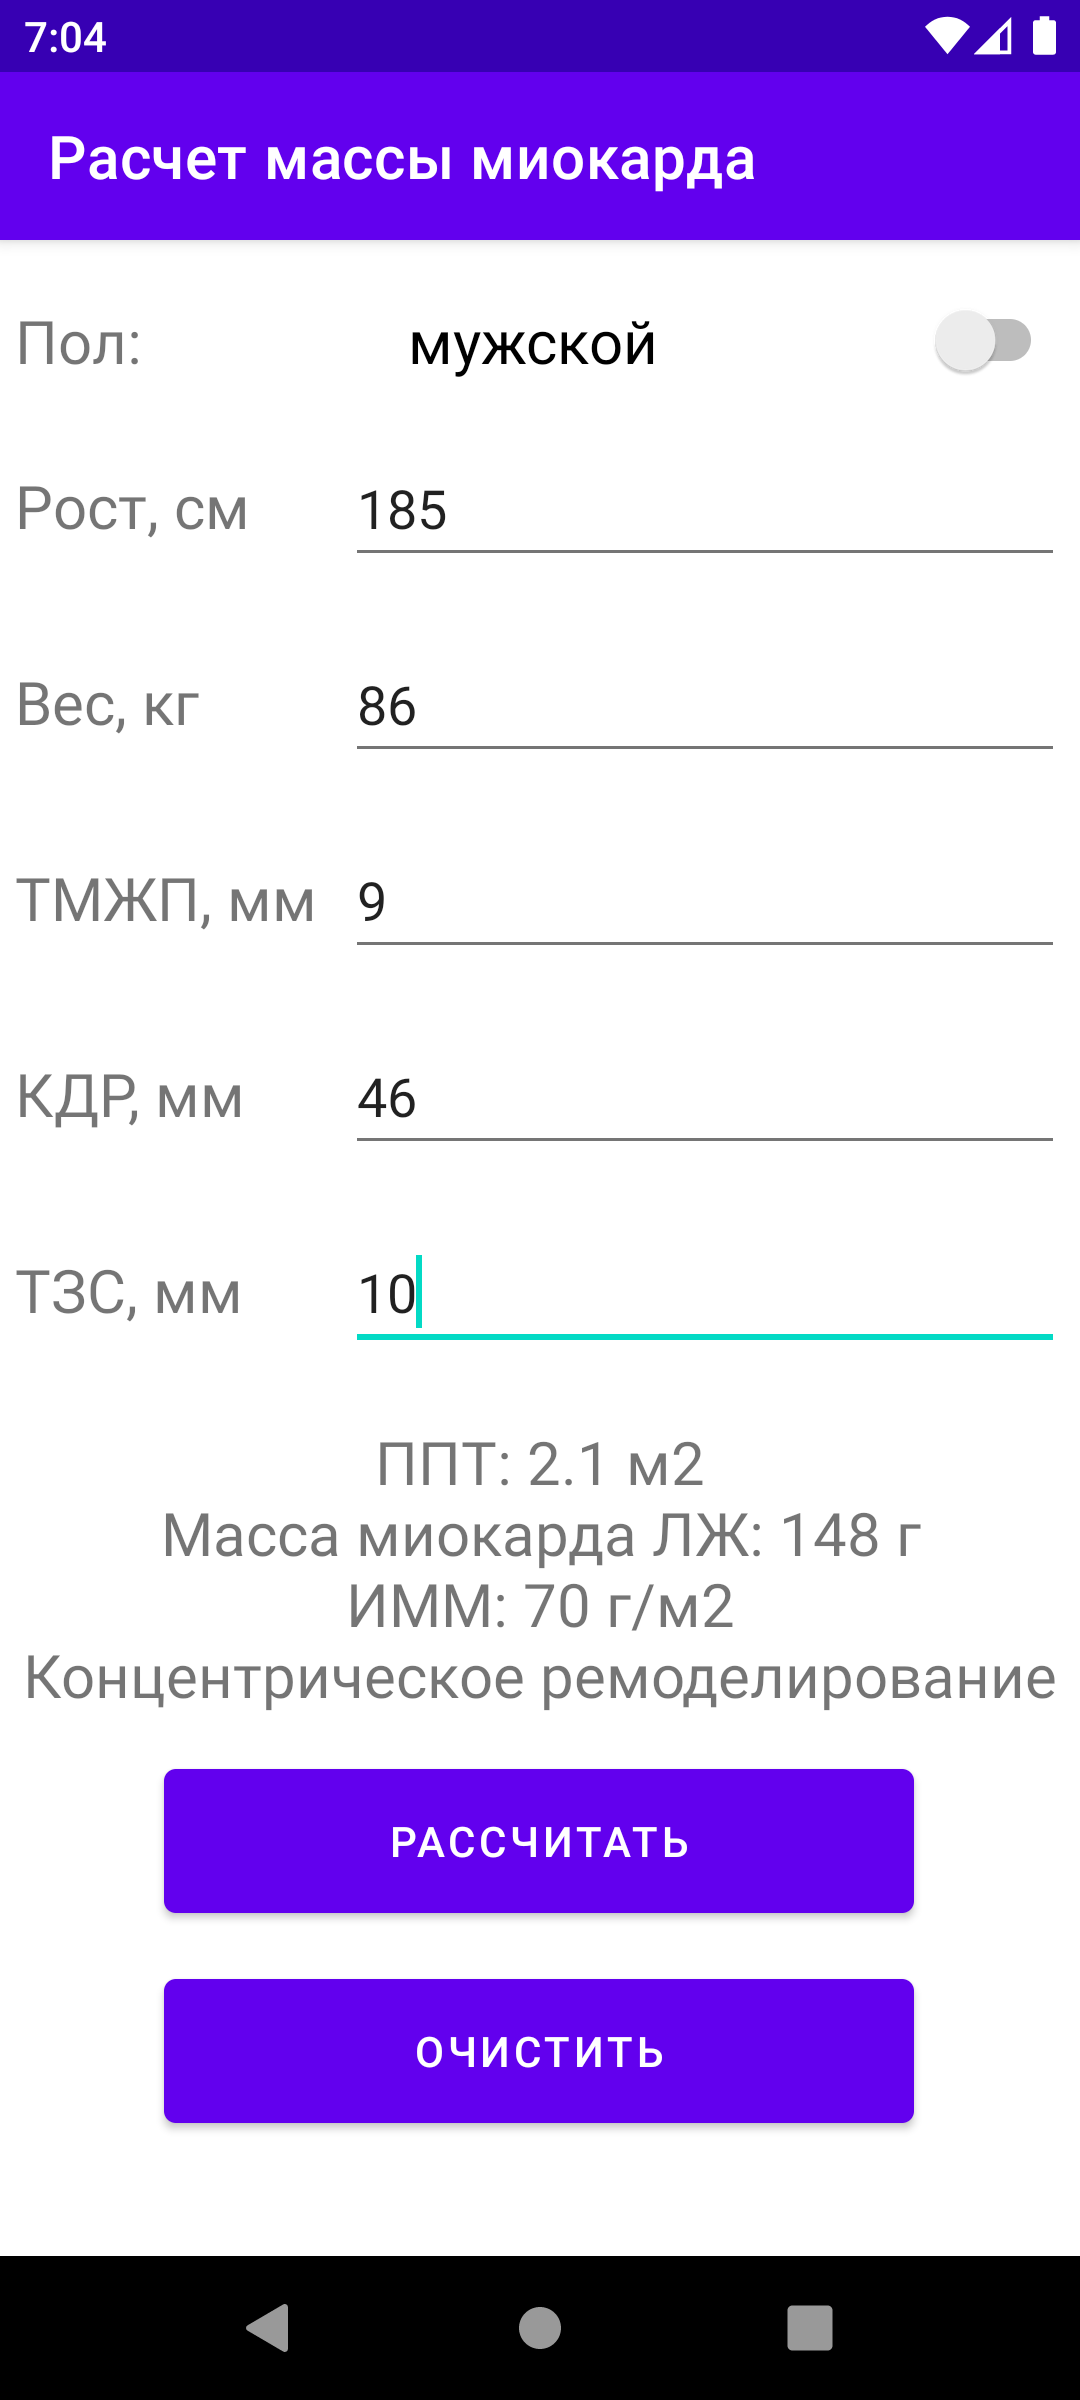 7:04
Расчет массы миокарда
Пол: мужской
Рост, см 185
Вес, кг 86
ТМЖП, мм 9
КДР, мм 46
ТЗС, мм 10
ППТ: 2.1 м2
Масса миокарда ЛЖ: 148 г
ИММ: 70 г/м2
Концентрическое ремоделирование
РАССЧИТАТЬ
ОЧИСТИТЬ